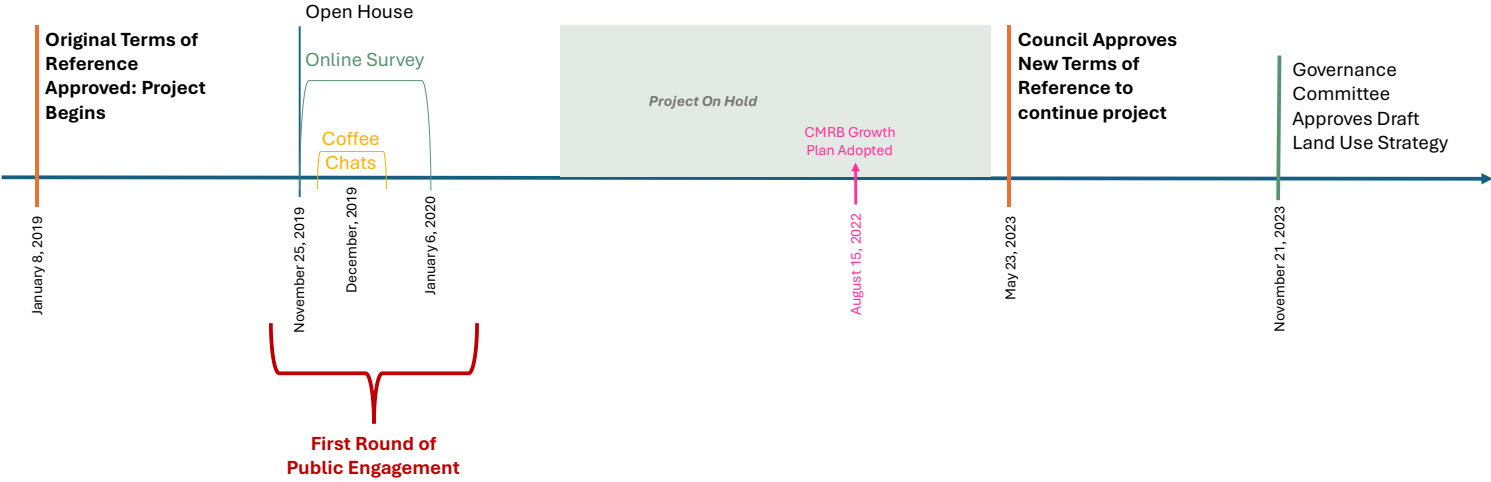 Open House
Original Terms of
Reference
Approved: Project
Begins
Online Survey
Coffee
Chats
Project On Hold
CMRB Growth
Plan Adopted
Council Approves
New Terms of
Reference to
continue project
Governance
Committee
Approves Draft
Land Use Strategy
January 8, 2019
November 25, 2019
December, 2019
January 6, 2020
August 15, 2022
May 23, 2023
November 21, 2023
First Round of
Public Engagement